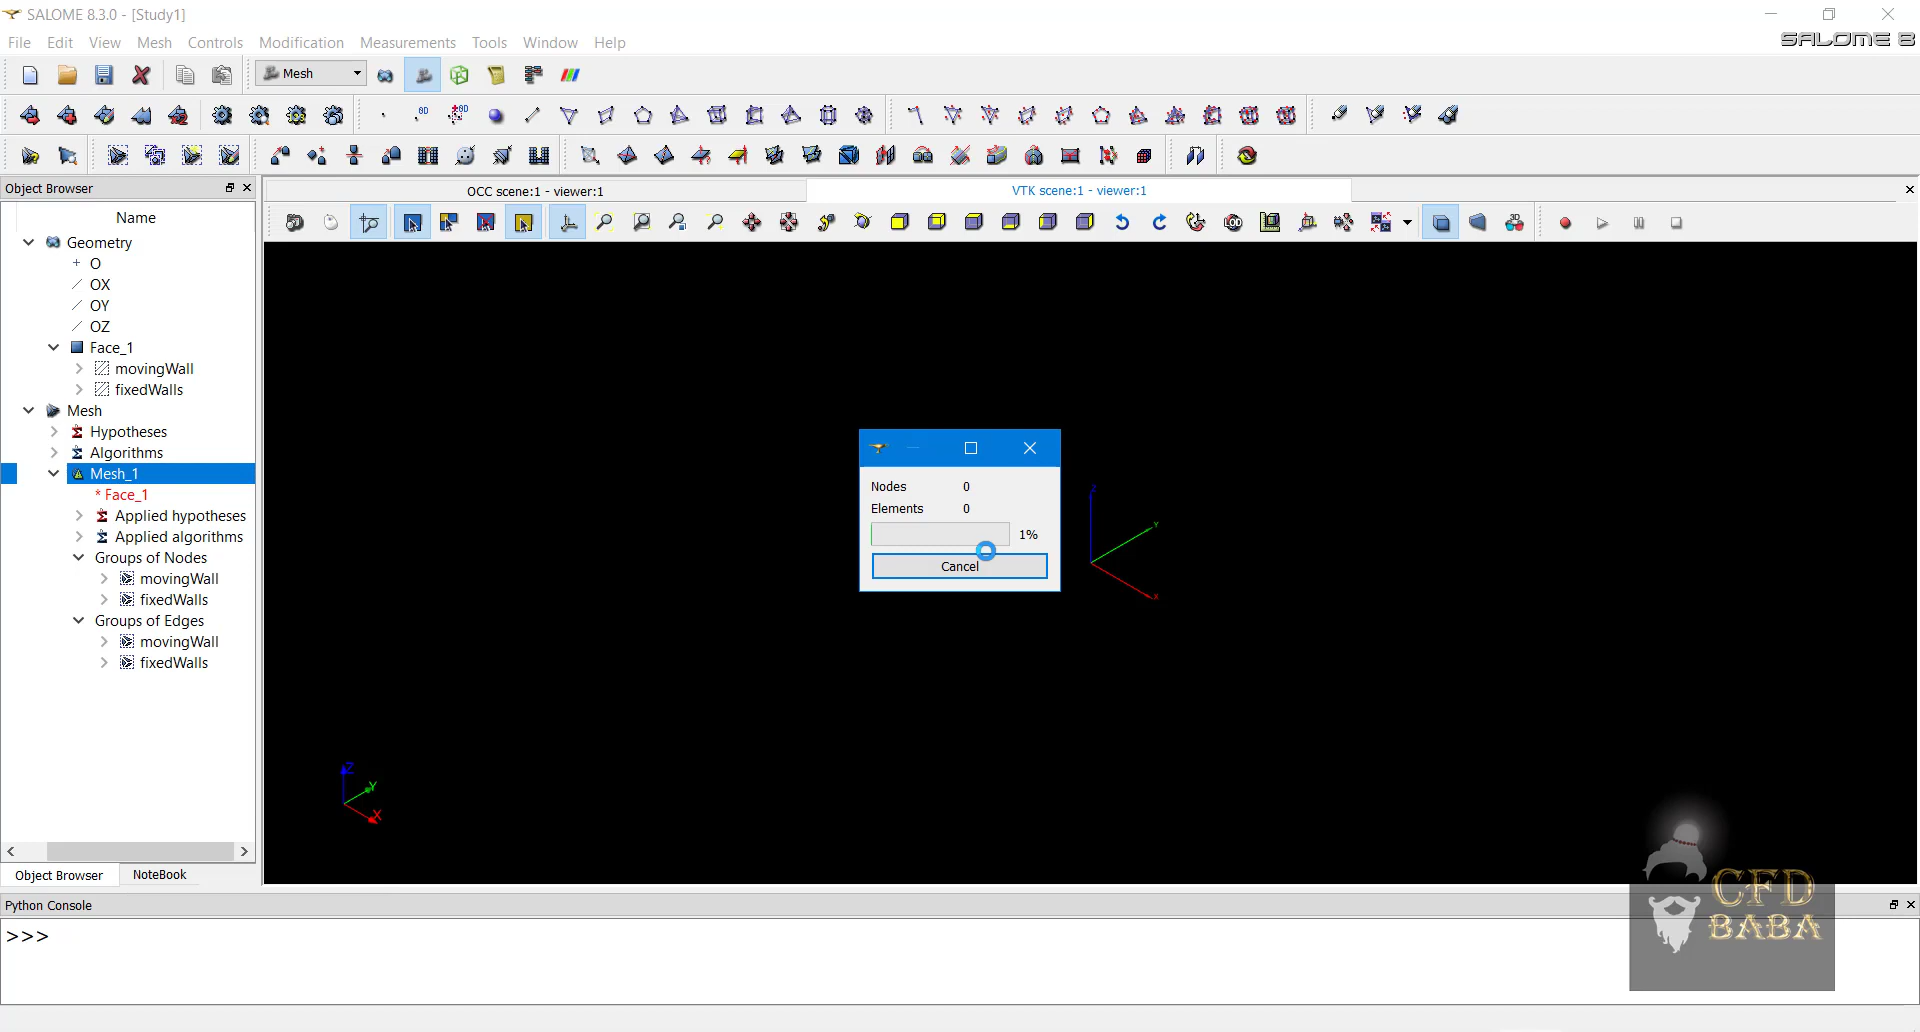 SALOME 8.3.0 - [Study1]
File Edit View Mesh Controls Modification Measurements Tools Window Help
SALOME 8
Mesh
0D
0D
Object Browser
OCC scene:1 - viewer:1
VTK scene:1 - viewer:1
Name
Geometry
O
OX
OY
OZ
Face_1
movingWall
fixedWalls
Mesh
Hypotheses
Algorithms
Mesh_1
* Face_1
Applied hypotheses
Applied algorithms
Groups of Nodes
movingWall
fixedWalls
Groups of Edges
movingWall
fixedWalls
Nodes 0
Elements 0
1%
Cancel
Z
Y
X
Z
Y
X
Object Browser
NoteBook
Python Console
>>>
CFD
BABA